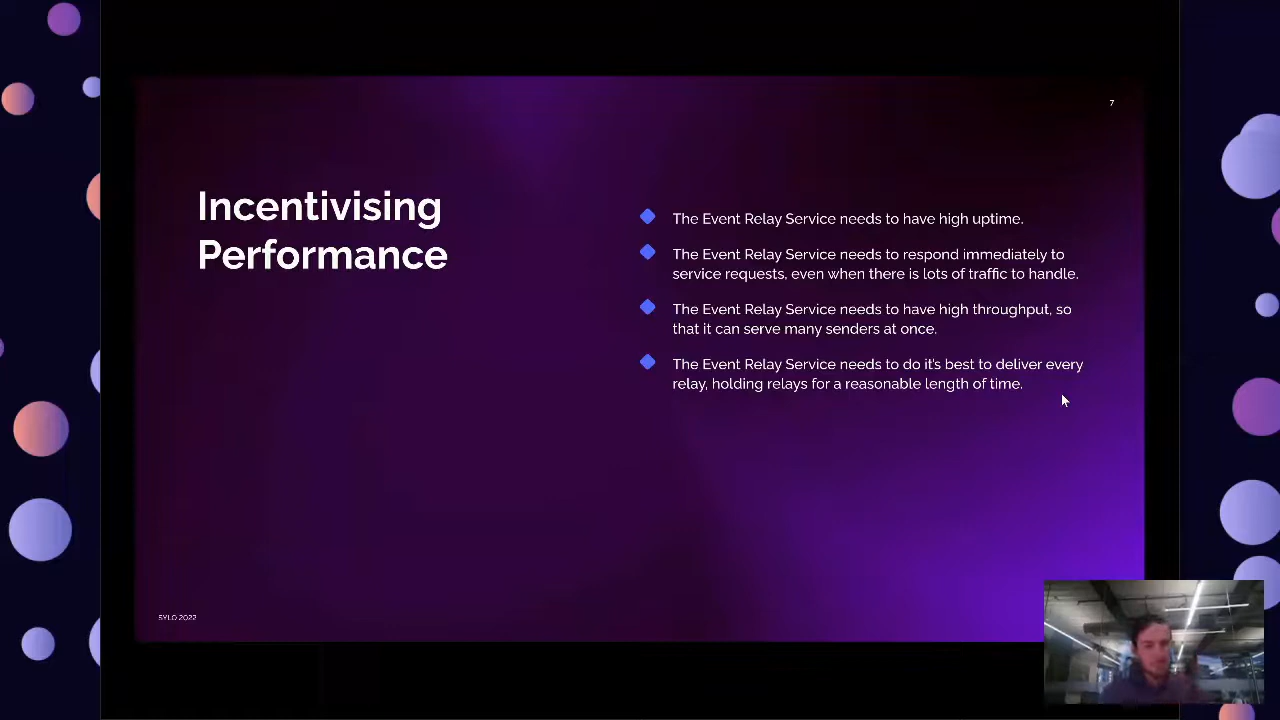 7
Incentivising
Performance
The Event Relay Service needs to have high uptime.
The Event Relay Service needs to respond immediately to
service requests, even when there is lots of traffic to handle.
The Event Relay Service needs to have high throughput, so
that it can serve many senders at once.
The Event Relay Service needs to do it's best to deliver every
relay, holding relays for a reasonable length of time.
SYLO 2022